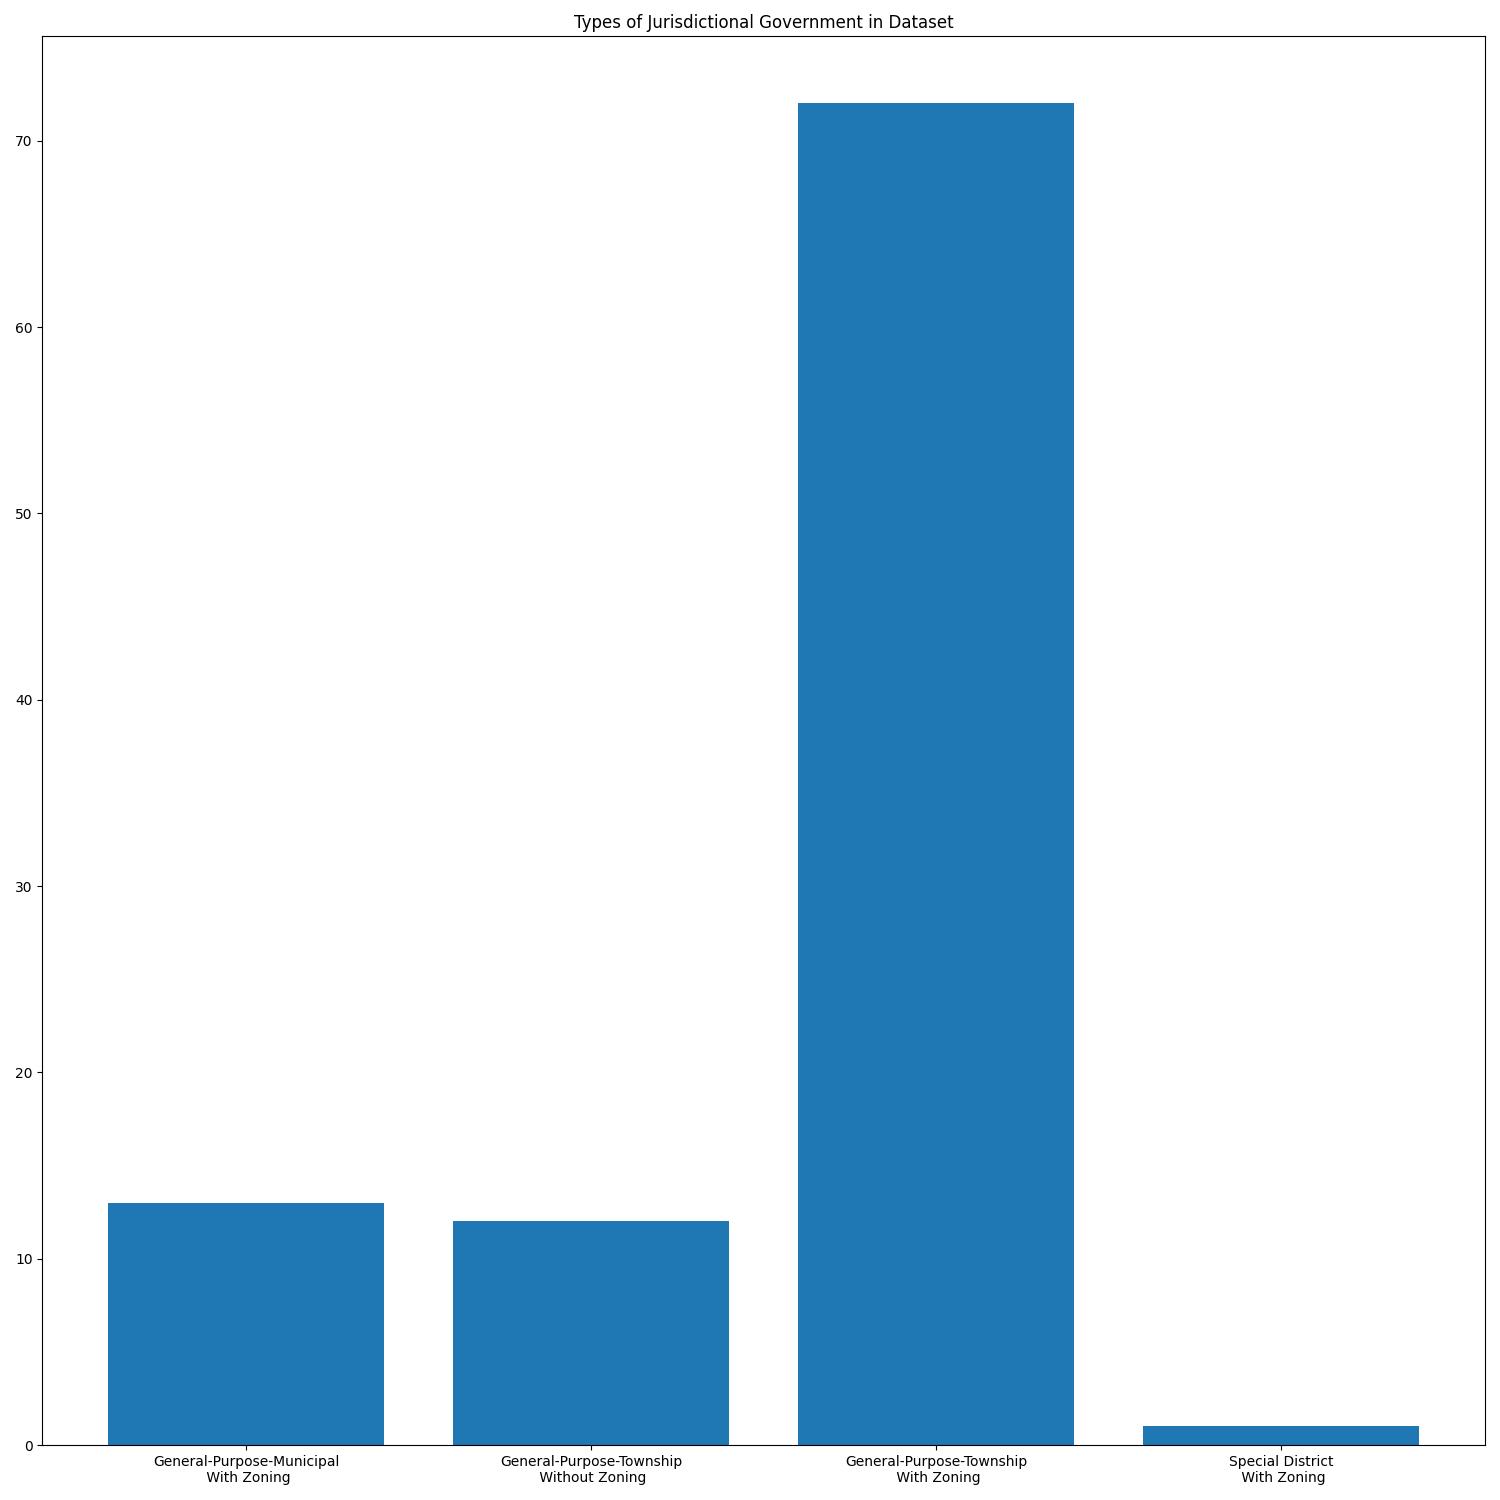 Types of Jurisdictional Government in Dataset
70
60
50
40
30
20
10
0
General-Purpose-Municipal
With Zoning
General-Purpose-Township
Without Zoning
General-Purpose-Township
With Zoning
Special District
With Zoning